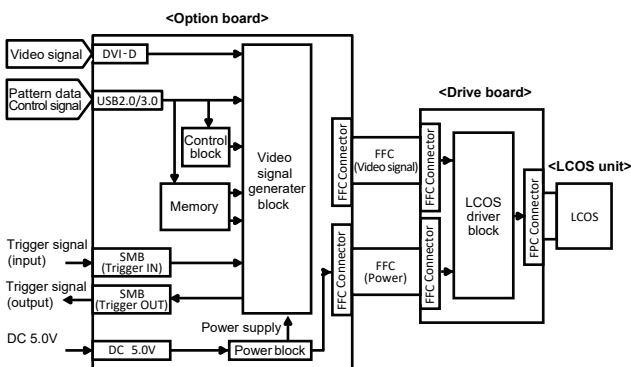 <Option board>
Video signal
DVI-D
Pattern data
Control signal
USB2.0/3.0
Control
block
Memory
Video
signal
generater
block
Trigger signal
(input)
SMB
(Trigger IN)
Trigger signal
(output)
SMB
(Trigger OUT)
Power supply
DC 5.0V
DC 5.0V
Power block
FFC Connector
FFC Connector
FFC
(Video signal)
FFC
(Power)
<Drive board>
FFC Connector
FFC Connector
LCOS
driver
block
FPC Connector
<LCOS unit>
LCOS